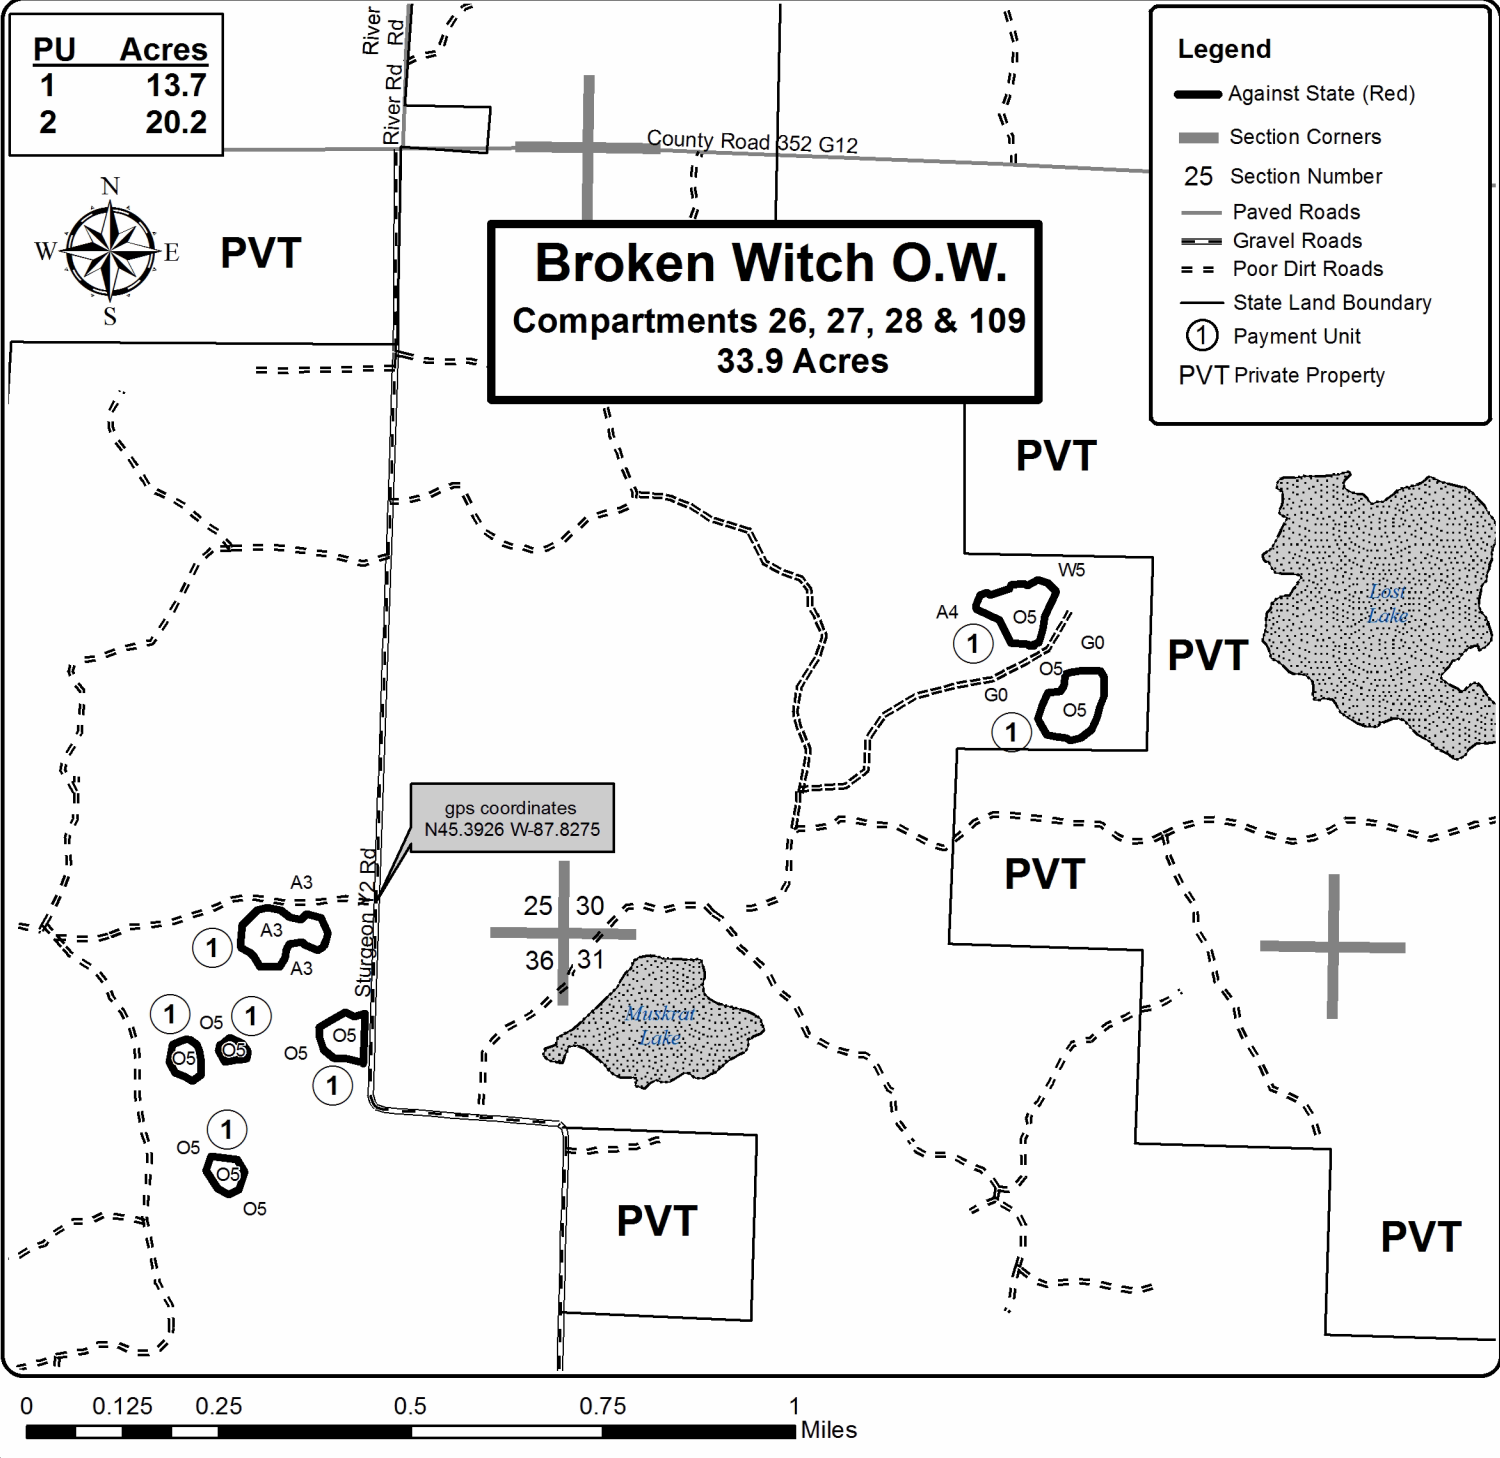 PU Acres
1 13.7
2 20.2
River Rd
River Rd
County Road 352 G12
N
W E
S
PVT
Broken Witch O.W.
Compartments 26, 27, 28 & 109
33.9 Acres
Legend
Against State (Red)
Section Corners
25 Section Number
Paved Roads
Gravel Roads
Poor Dirt Roads
State Land Boundary
1 Payment Unit
PVT Private Property
PVT
W5
A4
O5
1
G0
O5
G0
O5
1
PVT
Lost
Lake
gps coordinates
N45.3926 W-87.8275
Sturgeon Y2 Rd
PVT
A3
A3
1
A3
25 30
36 31
Muskrat
Lake
1
O5
1
O5
O5
O5
O5
1
1
O5
O5
O5
PVT
PVT
0 0.125 0.25 0.5 0.75 1
Miles